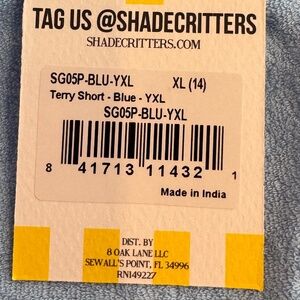 TAG US @SHADECRITTERS
SHADECRITTERS.COM
SG05P-BLU-YXL XL (14)
Terry Short - Blue - YXL
SG05P-BLU-YXL
8 41713 11432 1
Made in India
DIST. BY
8 OAK LANE LLC
SEWALL'S POINT, FL 34996
RN149227